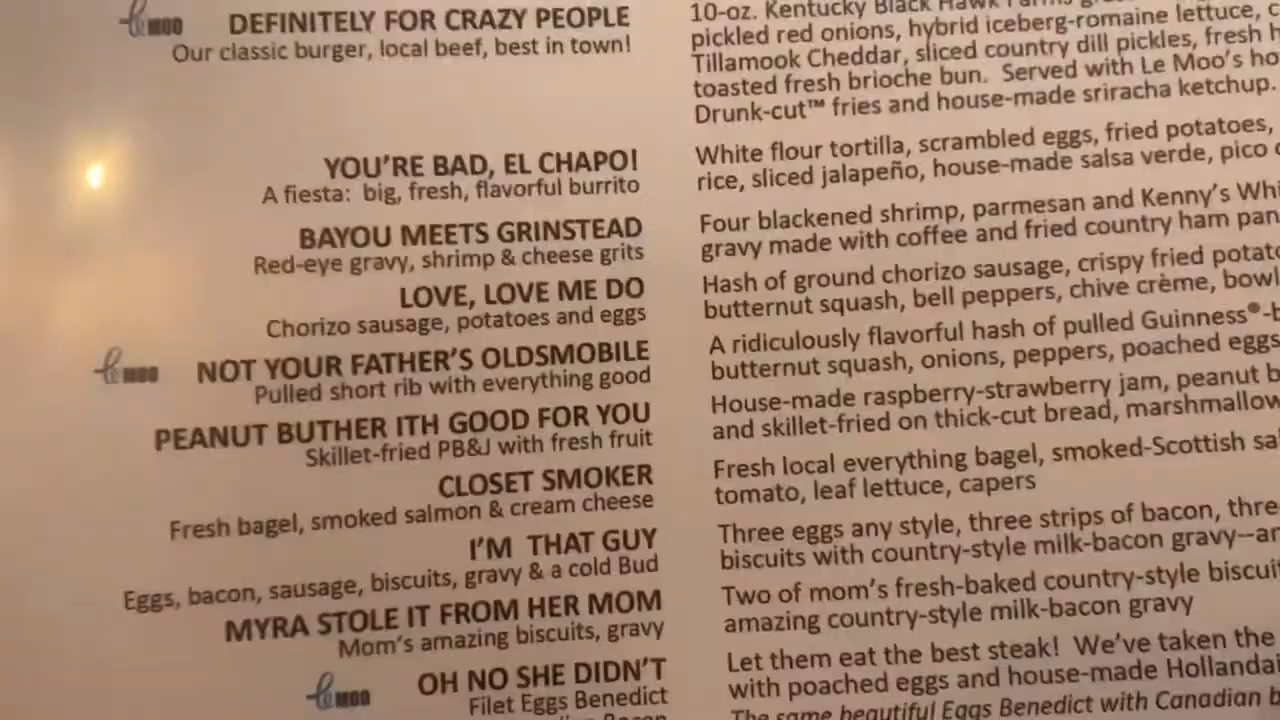 le moo DEFINITELY FOR CRAZY PEOPLE
Our classic burger, local beef, best in town!
10-oz. Kentucky Black Hawk Farms
pickled red onions, hybrid iceberg-romaine lettuce,
Tillamook Cheddar, sliced country dill pickles, fresh
toasted fresh brioche bun. Served with Le Moo's
Drunk-cut™ fries and house-made sriracha ketchup.
YOU'RE BAD, EL CHAPO!
A fiesta: big, fresh, flavorful burrito
White flour tortilla, scrambled eggs, fried potatoes,
rice, sliced jalapeño, house-made salsa verde, pico
BAYOU MEETS GRINSTEAD
Red-eye gravy, shrimp & cheese grits
Four blackened shrimp, parmesan and Kenny's
gravy made with coffee and fried country ham
LOVE, LOVE ME DO
Chorizo sausage, potatoes and eggs
Hash of ground chorizo sausage, crispy fried
butternut squash, bell peppers, chive crème,
le moo NOT YOUR FATHER'S OLDSMOBILE
Pulled short rib with everything good
A ridiculously flavorful hash of pulled Guinness®
butternut squash, onions, peppers, poached eggs
PEANUT BUTHER ITH GOOD FOR YOU
Skillet-fried PB&J with fresh fruit
House-made raspberry-strawberry jam, peanut
and skillet-fried on thick-cut bread, marshmallow
CLOSET SMOKER
Fresh bagel, smoked salmon & cream cheese
Fresh local everything bagel, smoked-Scottish
tomato, leaf lettuce, capers
I'M THAT GUY
Eggs, bacon, sausage, biscuits, gravy & a cold Bud
Three eggs any style, three strips of bacon,
biscuits with country-style milk-bacon gravy--
MYRA STOLE IT FROM HER MOM
Mom's amazing biscuits, gravy
Two of mom's fresh-baked country-style
amazing country-style milk-bacon gravy
le moo OH NO SHE DIDN'T
Filet Eggs Benedict
Let them eat the best steak! We've taken the
with poached eggs and house-made
The same beautiful Eggs Benedict with Canadian